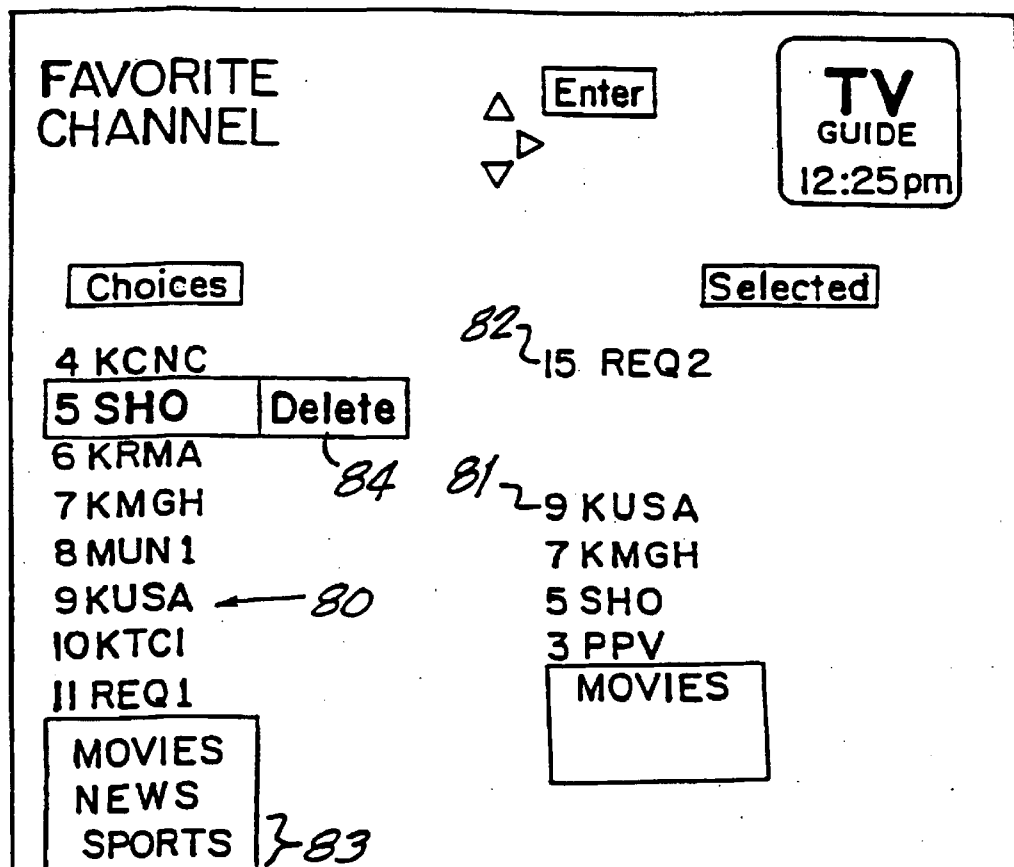 FAVORITE
CHANNEL
Enter
TV
GUIDE
12:25pm
Choices
Selected
4 KCNC
5 SHO Delete
6 KRMA
7 KMGH
8 MUN1
9 KUSA
10 KTCI
11 REQ1
MOVIES
NEWS
SPORTS
84
80
83
82
15 REQ2
81
9 KUSA
7 KMGH
5 SHO
3 PPV
MOVIES